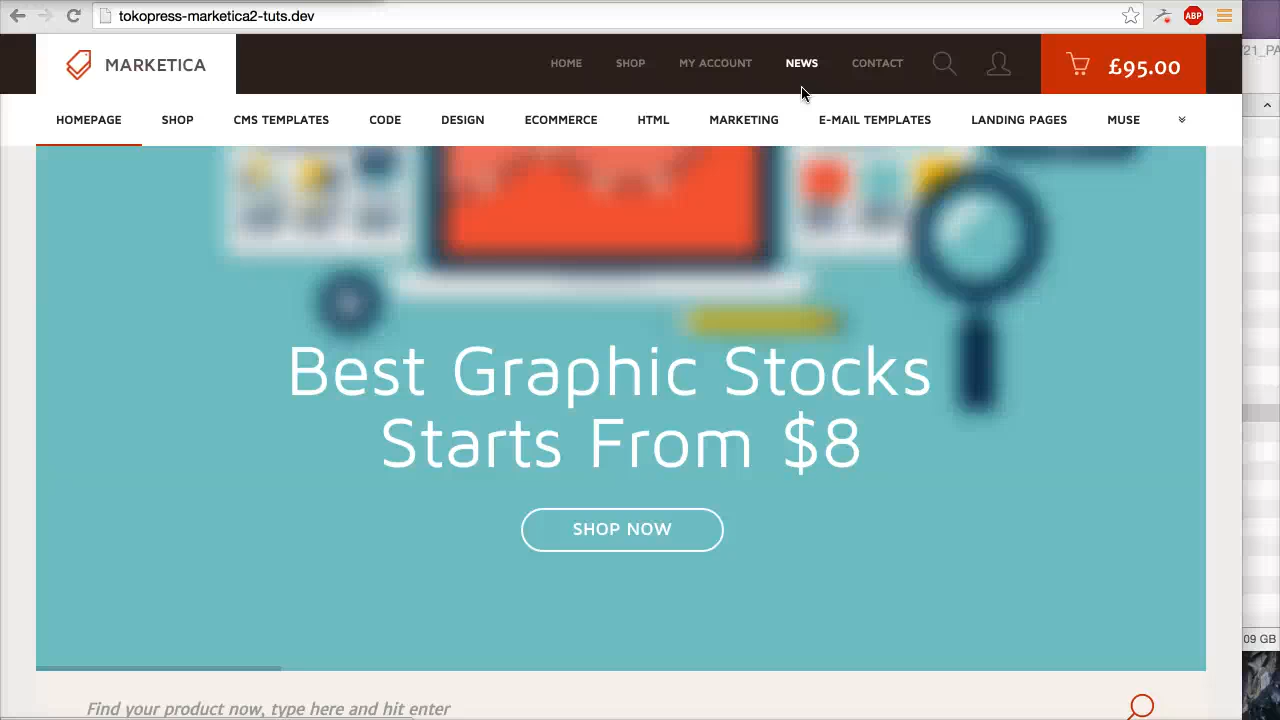 tokopress-marketica2-tuts.dev
ABP
MARKETICA
HOME SHOP MY ACCOUNT NEWS CONTACT
£95.00
HOMEPAGE SHOP CMS TEMPLATES CODE DESIGN ECOMMERCE HTML MARKETING E-MAIL TEMPLATES LANDING PAGES MUSE
Best Graphic Stocks
Starts From $8
SHOP NOW
09 GB
Find your product now, type here and hit enter